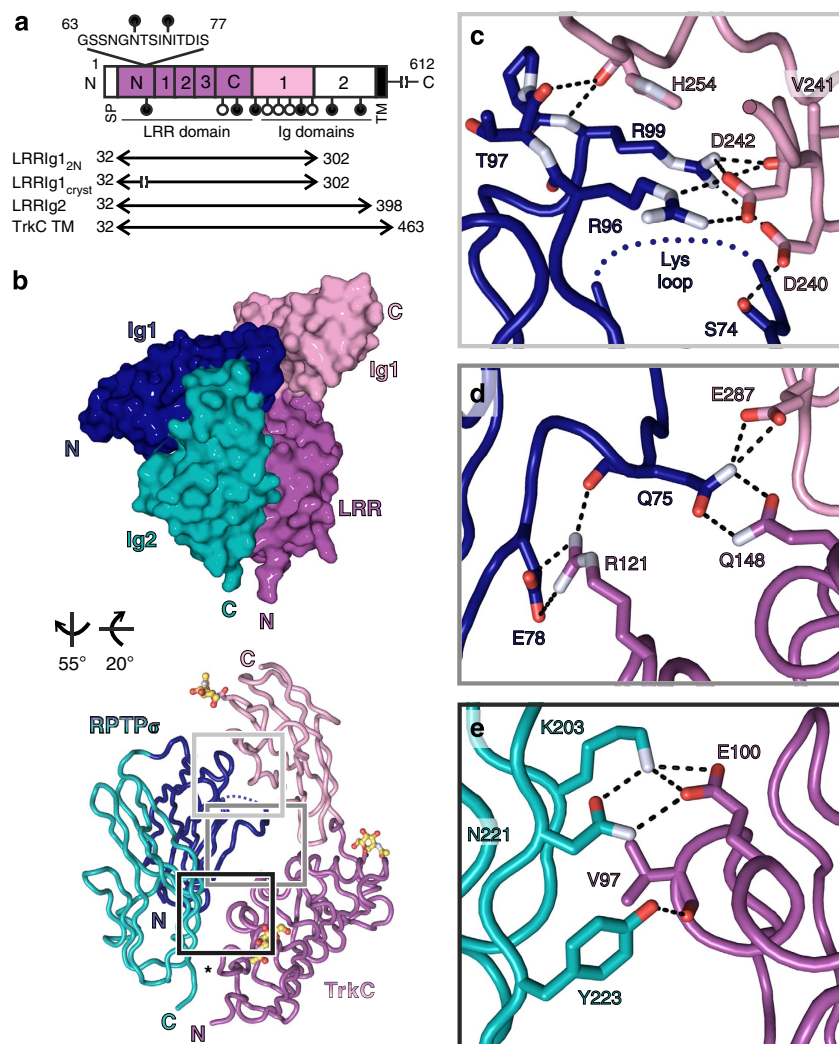 a
63 77
GSSNGNTSINITDIS
1 612
N N 1 2 3 C 1 2 C
SP LRR domain Ig domains TM
LRRIg12N 32 302
LRRIg1cryst 32 302
LRRIg2 32 398
TrkC TM 32 463
b
C
Ig1
Ig1
N
LRR
Ig2
C
N
55° 20°
C
RPTPσ
N
*
TrkC
C
N
c
H254
V241
R99
D242
T97
R96
Lys
loop
D240
S74
d
E287
Q75
R121
Q148
E78
e
K203
E100
N221
V97
Y223